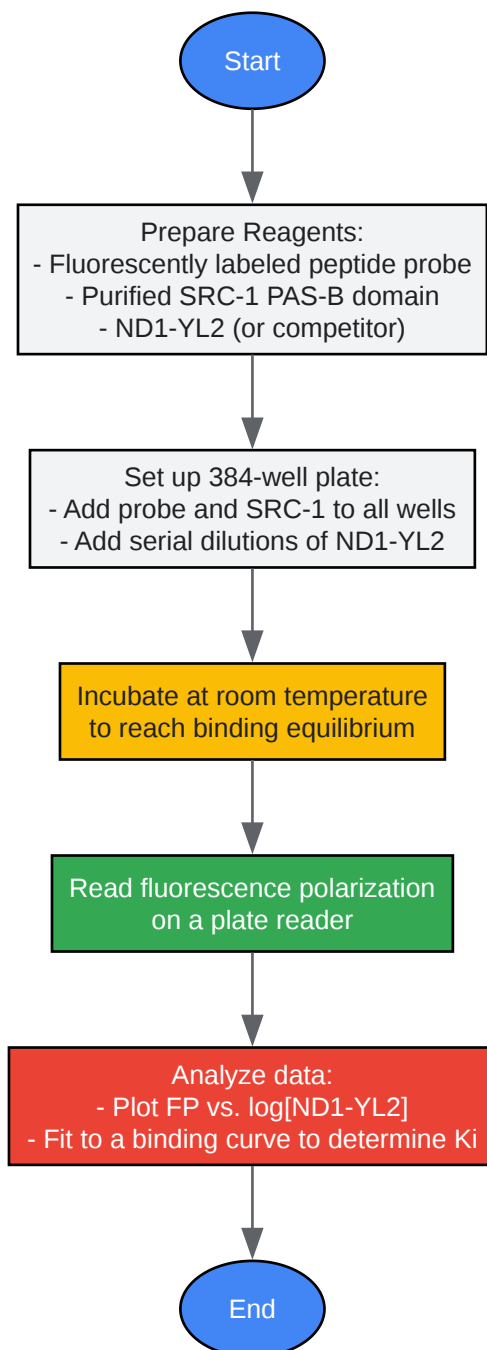 Start
Prepare Reagents:
- Fluorescently labeled peptide probe
- Purified SRC-1 PAS-B domain
- ND1-YL2 (or competitor)
Set up 384-well plate:
- Add probe and SRC-1 to all wells
- Add serial dilutions of ND1-YL2
Incubate at room temperature
to reach binding equilibrium
Read fluorescence polarization
on a plate reader
Analyze data:
- Plot FP vs. log[ND1-YL2]
- Fit to a binding curve to determine Ki
End